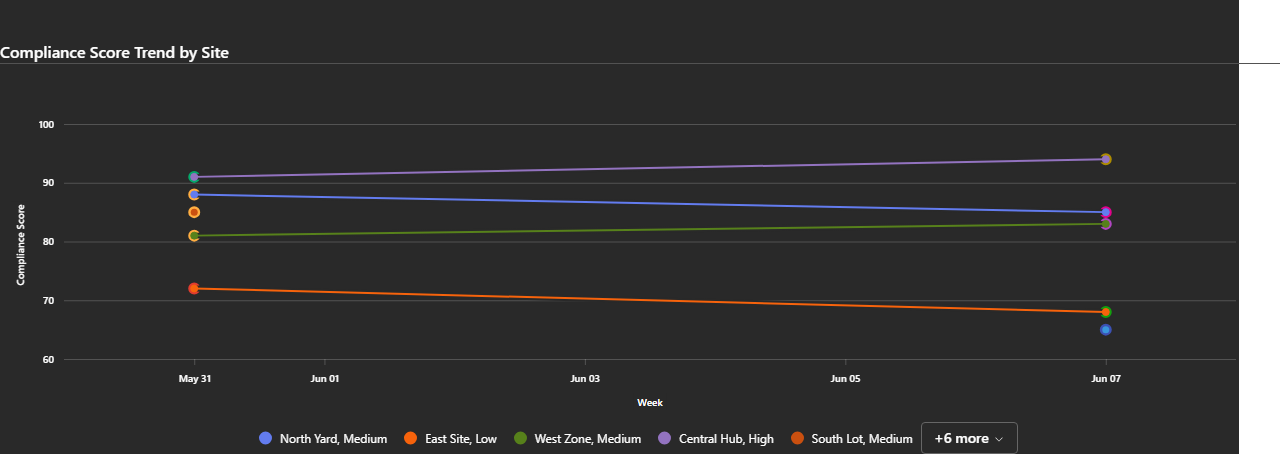 Compliance Score Trend by Site
100
90
80
70
60
Compliance Score
May 31 Jun 01 Jun 03 Jun 05 Jun 07
Week
North Yard, Medium East Site, Low West Zone, Medium Central Hub, High South Lot, Medium +6 more